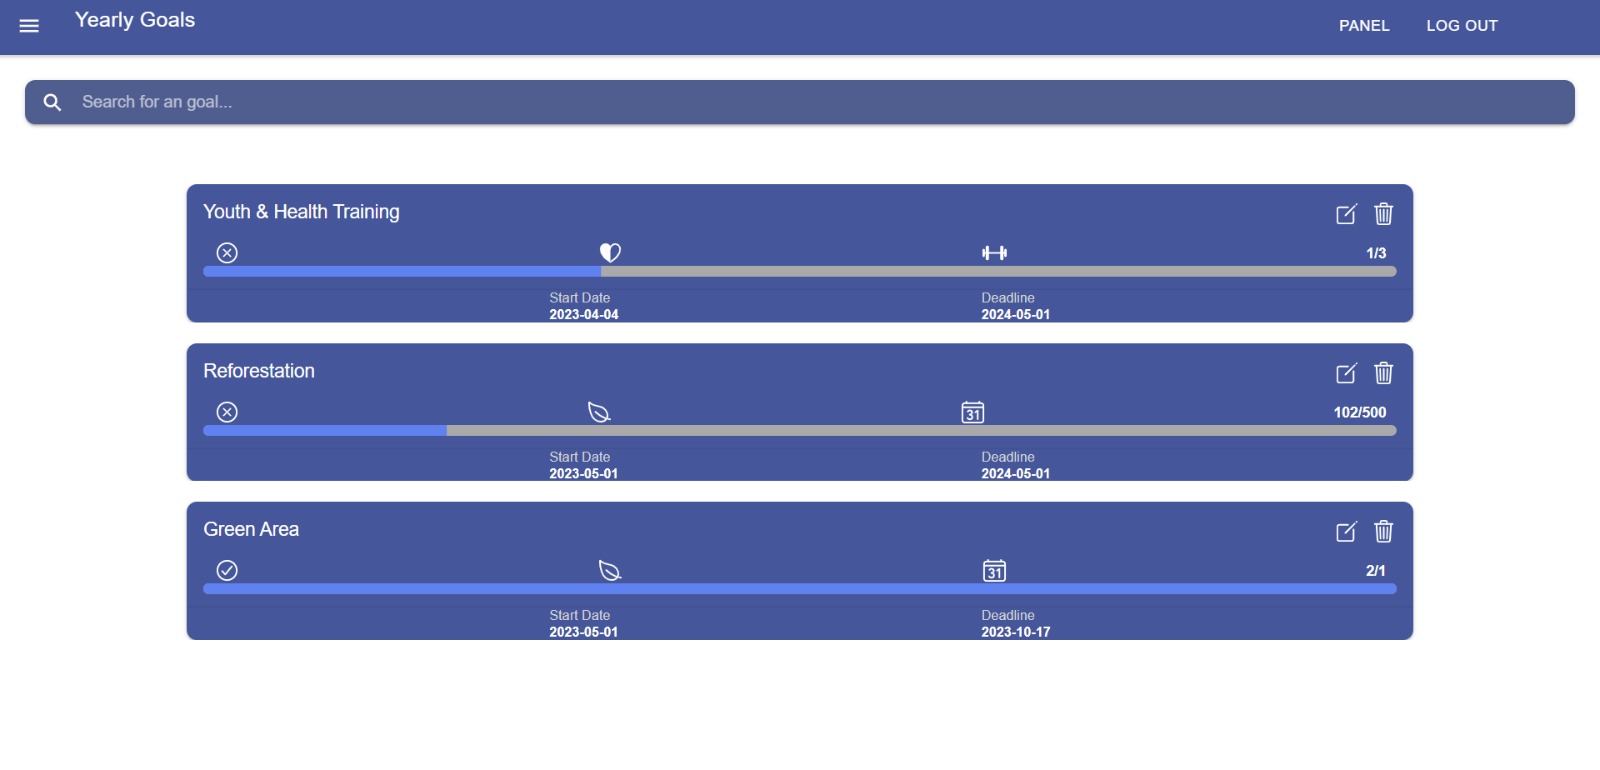 Yearly Goals
PANEL
LOG OUT
Search for an goal...
Youth & Health Training
1/3
Start Date
Deadline
2023-04-04
2024-05-01
Reforestation
31
102/500
Start Date
Deadline
2023-05-01
2024-05-01
Green Area
31
2/1
Start Date
Deadline
2023-05-01
2023-10-17